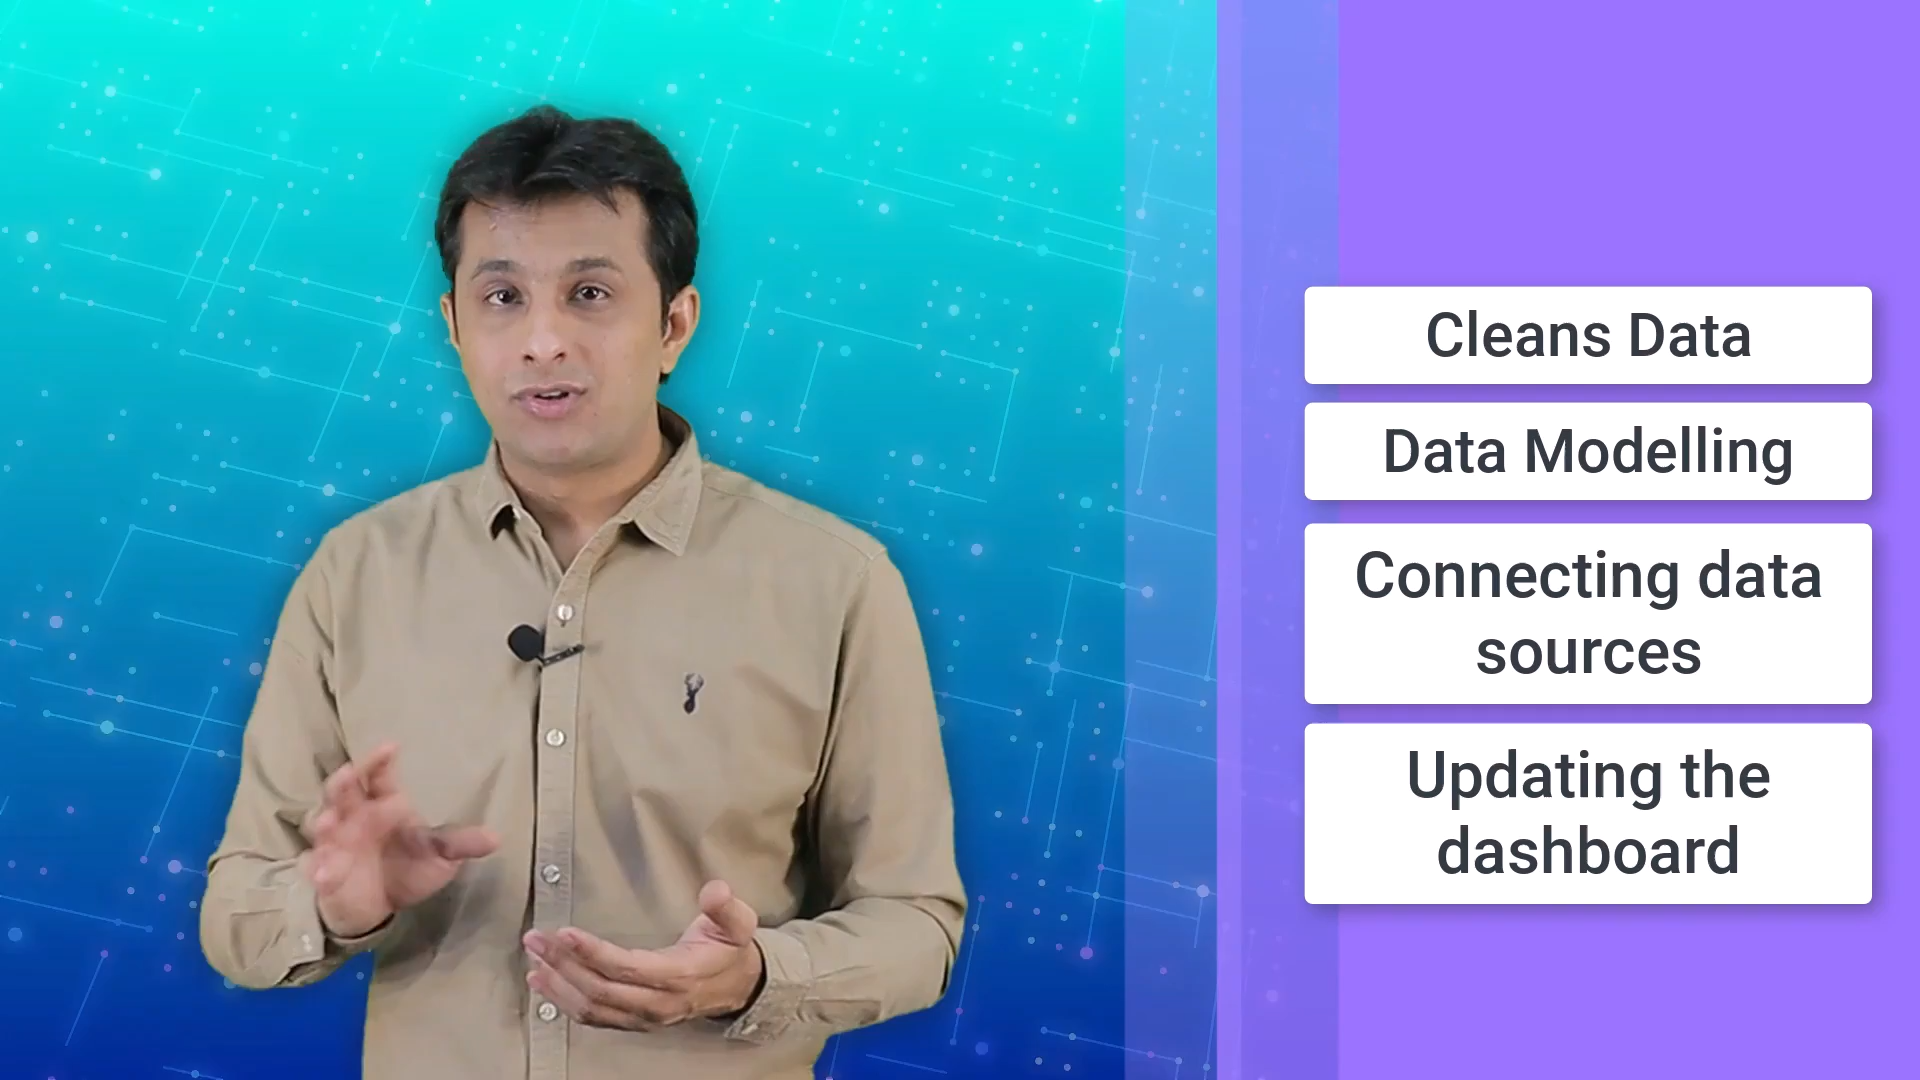 Cleans Data
Data Modelling
Connecting data
sources
Updating the
dashboard